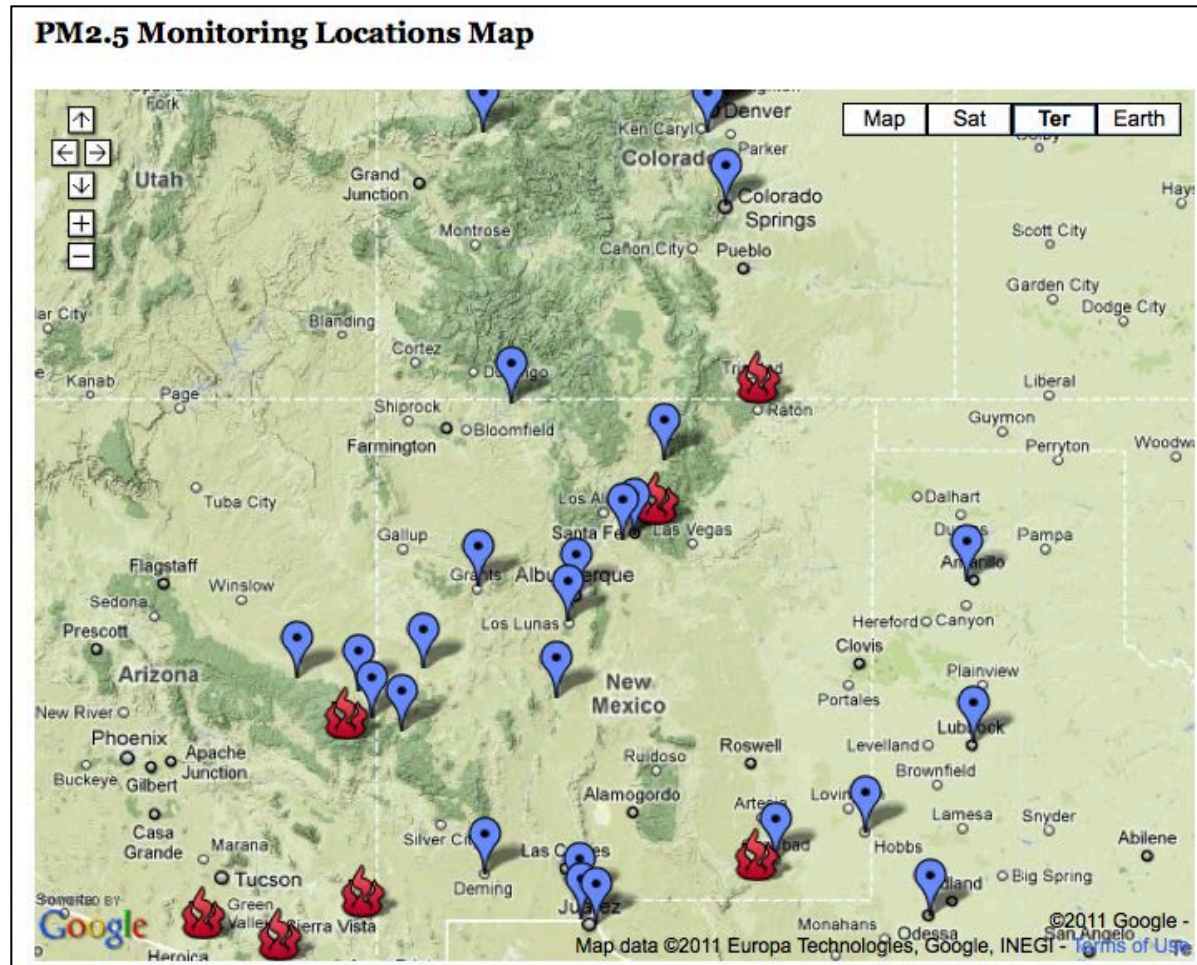 PM2.5 Monitoring Locations Map
Fork
Denver
Map
Sat
Ter
Earth
Ken Caryl
Parker
Utah
Grand
Junction
Colorado
Hays
Colorado
Springs
Montrose
Scott City
Cañon City
Pueblo
Garden City
Dodge City
Blanding
Cortez
Kanab
Page
Liberal
Shiprock
Raton
Guymon
Farmington
Bloomfield
Perryton
Tuba City
Dalhart
Gallup
Santa Fe
Las Vegas
Pampa
Flagstaff
Winslow
Sedona
Los Lunas
Hereford
Canyon
Prescott
Clovis
Arizona
New
Mexico
Plainview
Portales
New River
Phoenix
Apache
Junction
Roswell
Levelland
Buckeye
Gilbert
Ruidoso
Brownfield
Alamogordo
Lamesa
Snyder
Casa
Grande
Marana
Abilene
Hobbs
Tucson
Deming
Big Spring
Green
Sierra Vista
Google
Monahans
Odessa
©2011 Google -
Map data ©2011 Europa Technologies, Google, INEGI - Terms of Use
San Angelo
Heroica